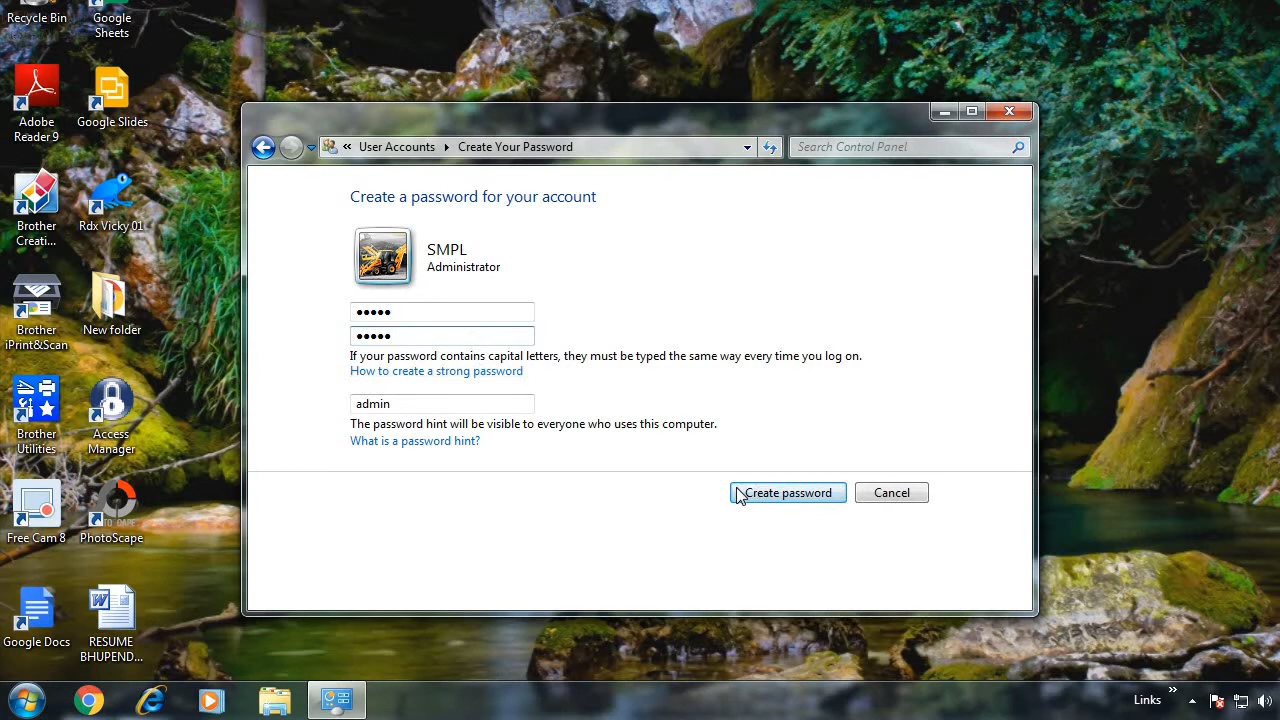 Recycle Bin
Google
Sheets
Adobe
Reader 9
Google Slides
Brother
Creati...
Rdx Vicky 01
Brother
iPrint&Scan
New folder
Brother
Utilities
Access
Manager
Free Cam 8
PhotoScape
Google Docs
RESUME
BHUPEND...
« User Accounts
Create Your Password
Search Control Panel
Create a password for your account
SMPL
Administrator
If your password contains capital letters, they must be typed the same way every time you log on.
How to create a strong password
admin
The password hint will be visible to everyone who uses this computer.
What is a password hint?
Create password
Cancel
Links »